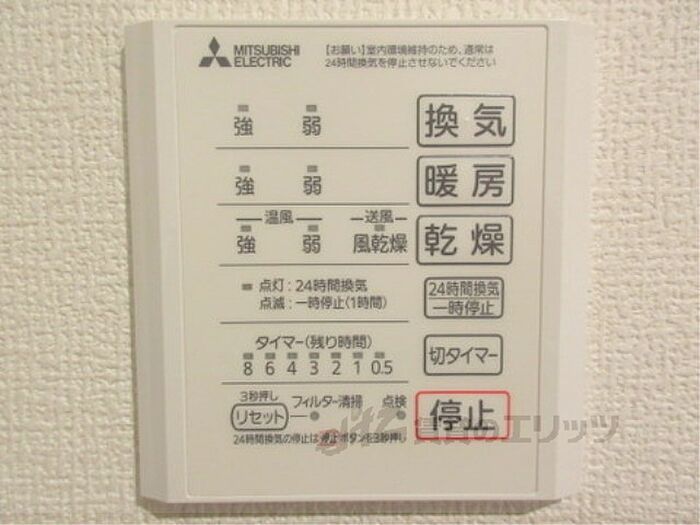 MITSUBISHI
ELECTRIC
【お願い】室内環境維持のため、通常は
24時間換気を停止させないでください
強 弱 換気
強 弱 暖房
温風 送風
強 弱 風乾燥 乾燥
点灯：24時間換気
点滅：一時停止(1時間)
24時間換気
一時停止
タイマー(残り時間)
8 6 4 3 2 1 0.5
切タイマー
3秒押し
リセット フィルター清掃 点検
停止
24時間換気の停止は 停止 ボタンを3秒押し
賃貸のエリッツ